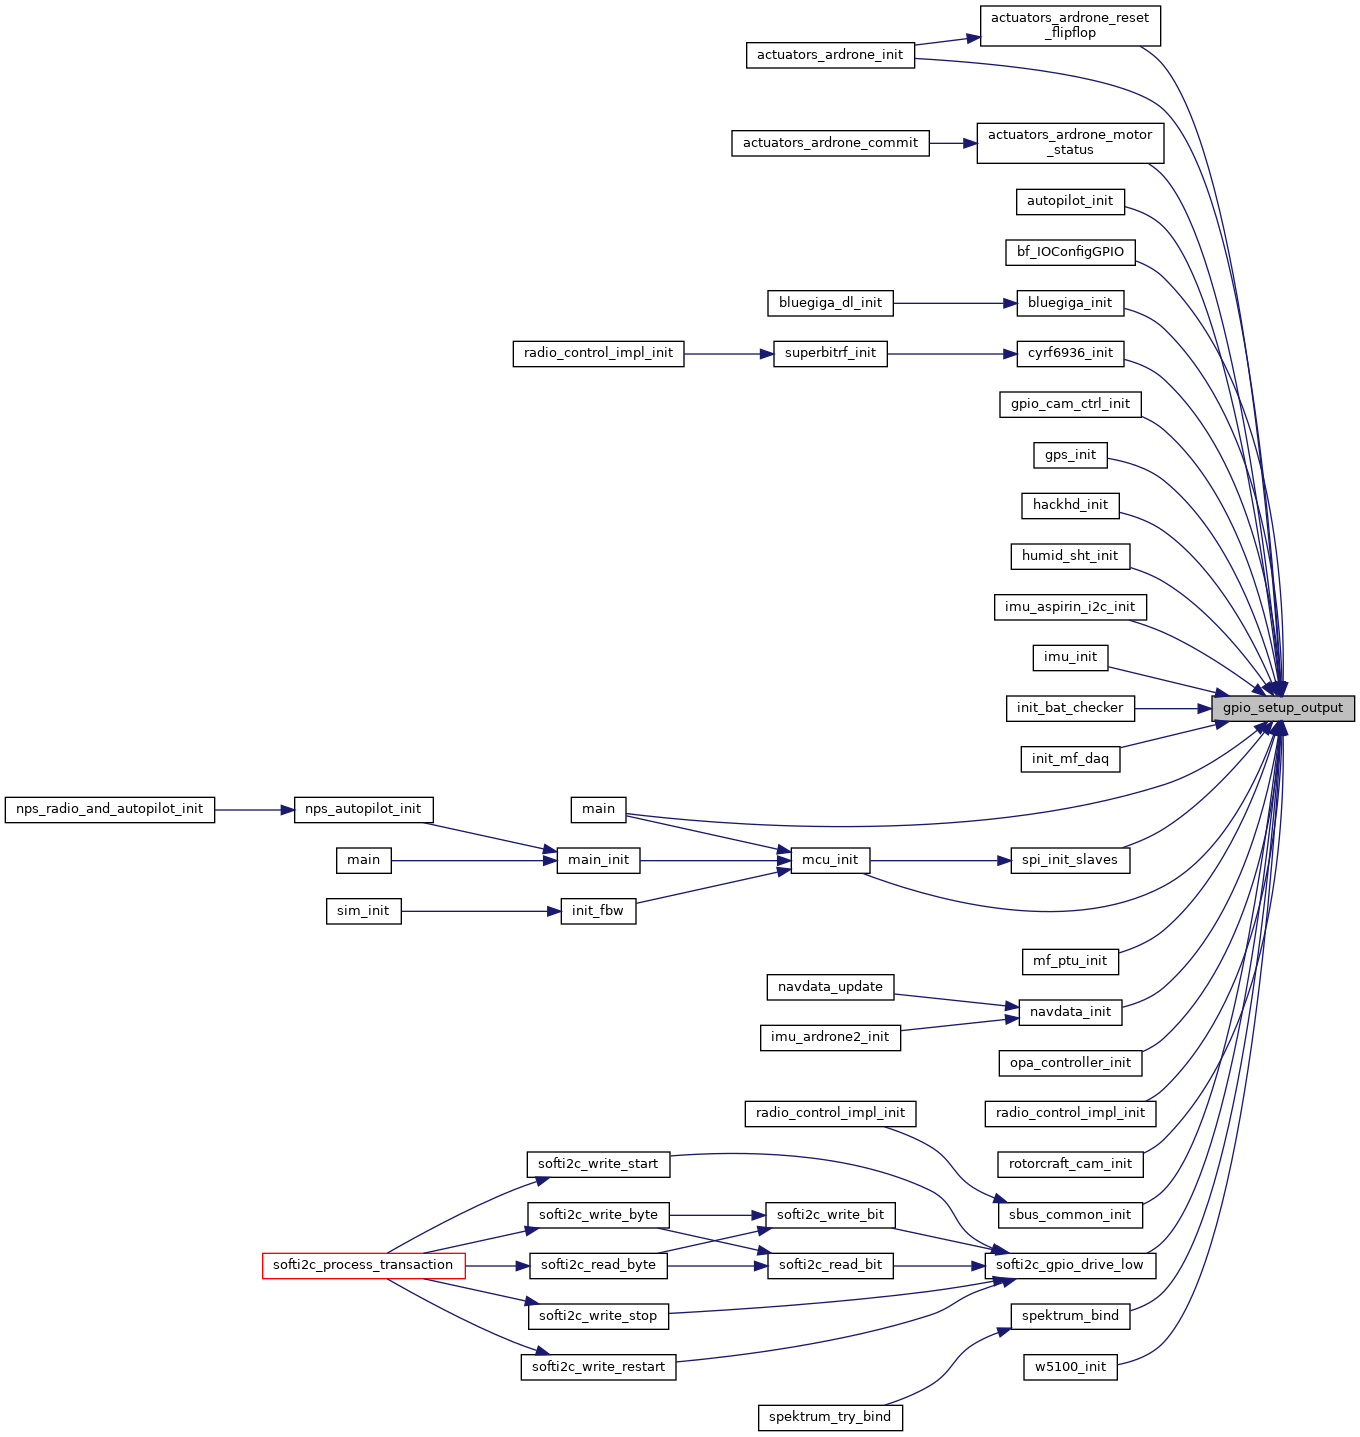 actuators_ardrone_reset
_flipflop
actuators_ardrone_init
actuators_ardrone_motor
_status
actuators_ardrone_commit
autopilot_init
bf_IOConfigGPIO
bluegiga_dl_init
bluegiga_init
radio_control_impl_init
superbitrf_init
cyrf6936_init
gpio_cam_ctrl_init
gps_init
hackhd_init
humid_sht_init
imu_aspirin_i2c_init
imu_init
gpio_setup_output
init_bat_checker
init_mf_daq
nps_radio_and_autopilot_init
nps_autopilot_init
main
main
main_init
mcu_init
spi_init_slaves
sim_init
init_fbw
mf_ptu_init
navdata_update
navdata_init
imu_ardrone2_init
opa_controller_init
radio_control_impl_init
radio_control_impl_init
softi2c_write_start
rotorcraft_cam_init
softi2c_write_byte
softi2c_write_bit
sbus_common_init
softi2c_process_transaction
softi2c_read_byte
softi2c_read_bit
softi2c_gpio_drive_low
softi2c_write_stop
spektrum_bind
softi2c_write_restart
w5100_init
spektrum_try_bind